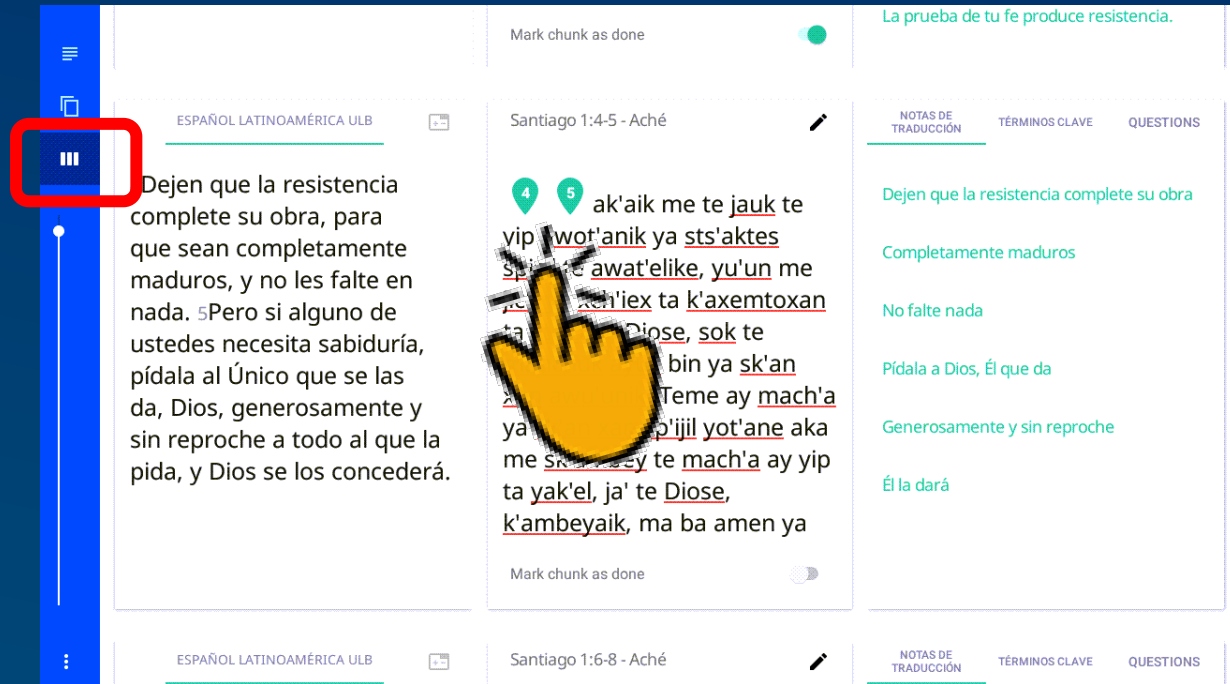 Mark chunk as done
La prueba de tu fe produce resistencia.
ESPAÑOL LATINOAMÉRICA ULB
Dejen que la resistencia
complete su obra, para
que sean completamente
maduros, y no les falte en
nada. 5Pero si alguno de
ustedes necesita sabiduría,
pídala al Único que se las
da, Dios, generosamente y
sin reproche a todo al que la
pida, y Dios se los concederá.
Santiago 1:4-5 - Aché
4 5 ak'aik me te jauk te
yip wot'anik ya sts'aktes
awat'elike, yu'un me
ta k'axemtoxan
Diose, sok te
bin ya sk'an
Teme ay mach'a
ya yot'ane aka
me te mach'a ay yip
ta yak'el, ja' te Diose,
k'ambeyaik, ma ba amen ya
Mark chunk as done
NOTAS DE
TRADUCCIÓN
TÉRMINOS CLAVE
QUESTIONS
Dejen que la resistencia complete su obra
Completamente maduros
No falte nada
Pídala a Dios, Él que da
Generosamente y sin reproche
Él la dará
ESPAÑOL LATINOAMÉRICA ULB
Santiago 1:6-8 - Aché
NOTAS DE
TRADUCCIÓN
TÉRMINOS CLAVE
QUESTIONS